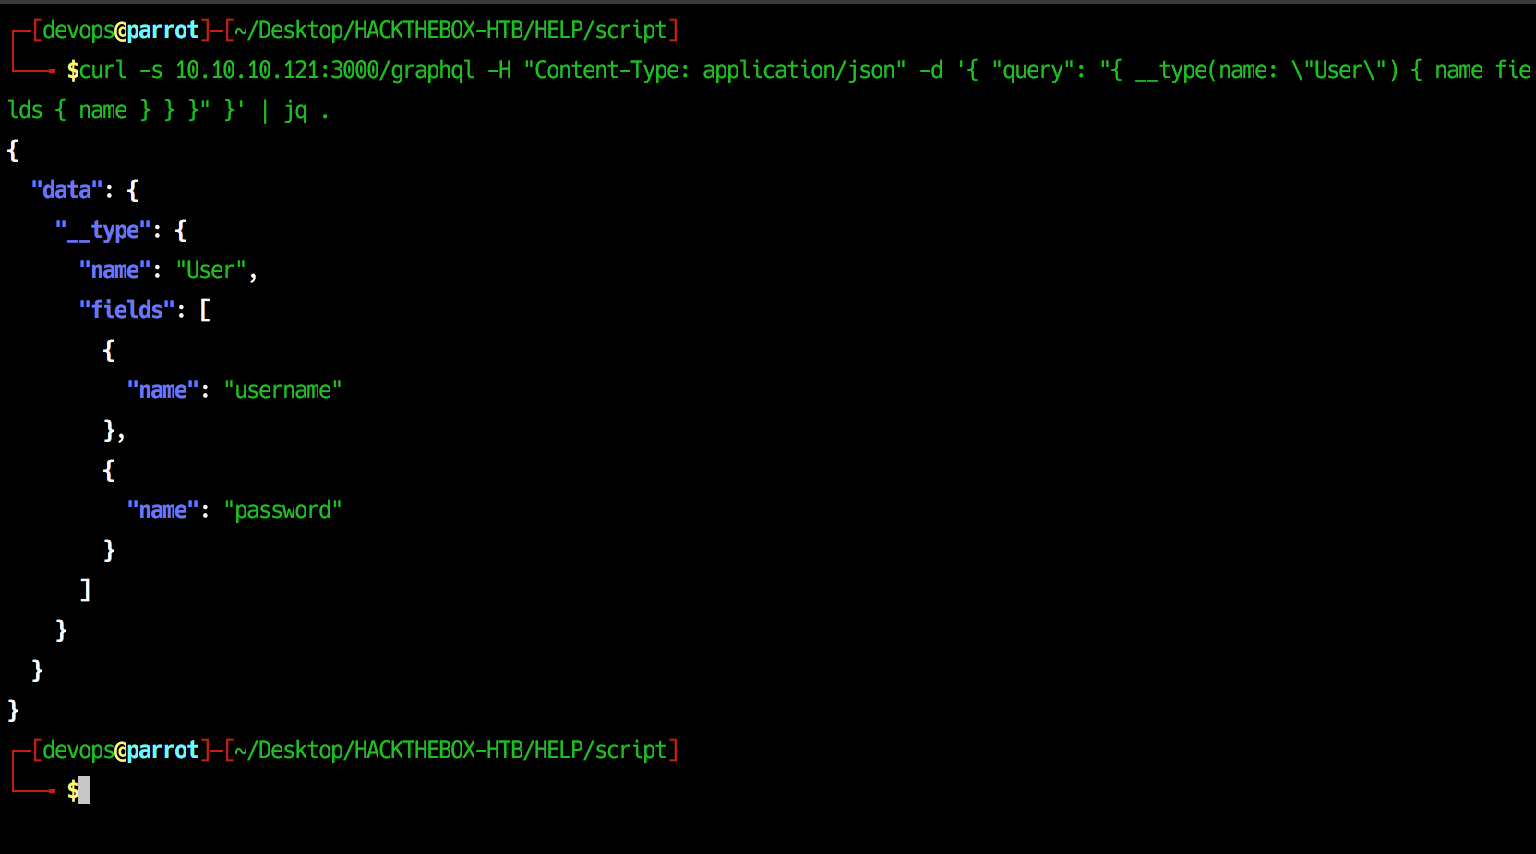 [devops@parrot]-[~/Desktop/HACKTHEBOX-HTB/HELP/script]
$curl -s 10.10.10.121:3000/graphql -H "Content-Type: application/json" -d '{ "query": "{ __type(name: \"User\") { name fie
lds { name } } }" }' | jq .
{
  "data": {
    "__type": {
      "name": "User",
      "fields": [
        {
          "name": "username"
        },
        {
          "name": "password"
        }
      ]
    }
  }
}
[devops@parrot]-[~/Desktop/HACKTHEBOX-HTB/HELP/script]
$